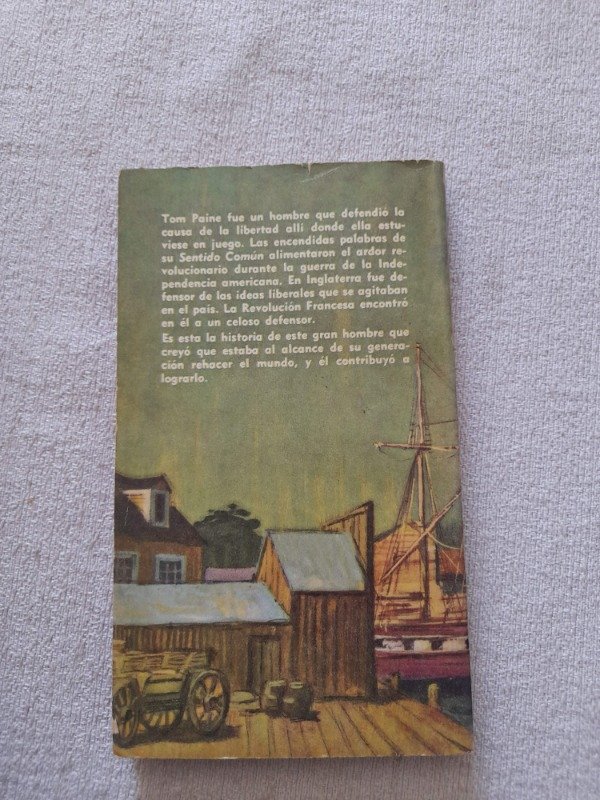 Tom Paine fue un hombre que defendió la
causa de la libertad allí donde ella estu-
viese en juego. Las encendidas palabras de
su Sentido Común alimentaron el ardor re-
volucionario durante la guerra de la Inde-
pendencia americana. En Inglaterra fue de-
fensor de las ideas liberales que se agitaban
en el país. La Revolución Francesa encontró
en él a un celoso defensor.
Es esta la historia de este gran hombre que
creyó que estaba al alcance de su genera-
ción rehacer el mundo, y él contribuyó a
lograrlo.